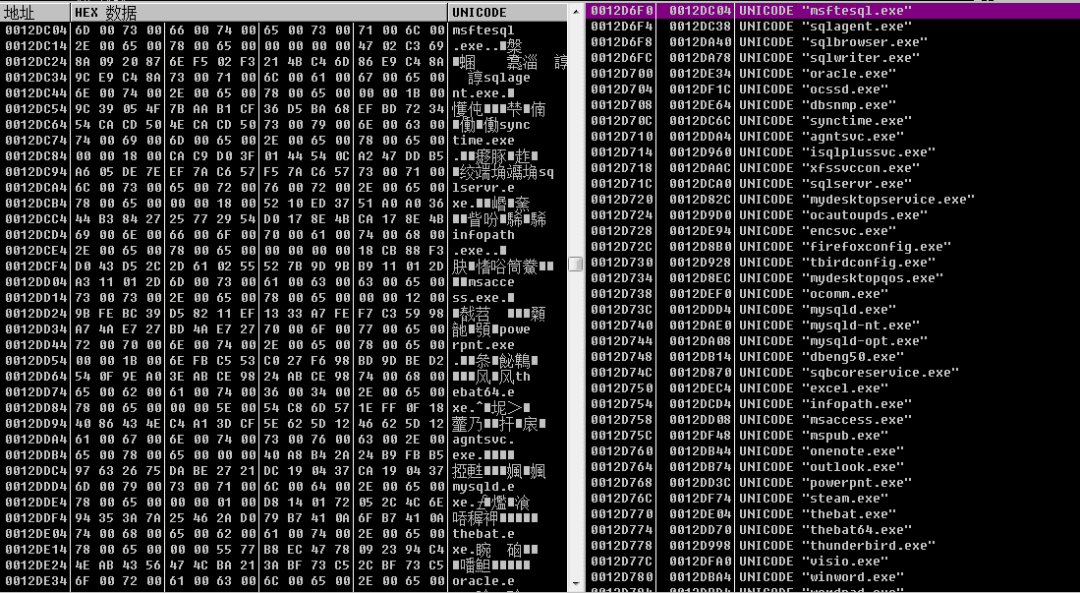 地址 HEX 数据 UNICODE
0012DC04 6D 00 73 00 66 00 74 00 65 00 73 00 71 00 6C 00 msftesql
0012DC14 2E 00 65 00 78 00 65 00 00 00 00 00 47 02 C3 69 .exe..
0012DC24 8A 09 20 87 6E F5 02 F3 21 4B C4 6D 86 E9 C4 8A
0012DC34 9C E9 C4 8A 73 00 71 00 6C 00 61 00 67 00 65 00 諄sqlage
0012DC44 6E 00 74 00 2E 00 65 00 78 00 65 00 00 00 1B 00 nt.exe.
0012DC54 9C 39 05 4F 7B AA B1 CF 36 D5 BA 68 EF BD 72 34
0012DC64 54 CA CD 50 4E CA CD 50 73 00 79 00 6E 00 63 00 sync
0012DC74 74 00 69 00 6D 00 65 00 2E 00 65 00 78 00 65 00 time.exe
0012DC84 00 00 18 00 CA C9 D0 3F 01 44 54 0C A2 47 DD B5
0012DC94 A6 05 DE 7E EF 7A C6 57 F5 7A C6 57 73 00 71 00 绞端埆竵埆sq
0012DCA4 6C 00 73 00 65 00 72 00 76 00 72 00 2E 00 65 00 lservr.e
0012DCB4 78 00 65 00 00 00 18 00 52 10 ED 37 51 A0 A0 36 xe.
0012DCC4 44 B3 84 27 25 77 29 54 D0 17 8E 4B CA 17 8E 4B
0012DCD4 69 00 6E 00 66 00 6F 00 70 00 61 00 74 00 68 00 infopath
0012DCE4 2E 00 65 00 78 00 65 00 00 00 00 00 18 CB 88 F3 .exe..
0012DCF4 D0 43 D5 2C 2D 61 02 55 52 7B 9D 9B B9 11 01 2D
0012DD04 A3 11 01 2D 6D 00 73 00 61 00 63 00 63 00 65 00 msacce
0012DD14 73 00 73 00 2E 00 65 00 78 00 65 00 00 00 12 00 ss.exe.
0012DD24 9B FE BC 39 D5 82 11 EF 13 33 A7 FE F7 C3 59 98
0012DD34 A7 4A E7 27 BD 4A E7 27 70 00 6F 00 77 00 65 00 powe
0012DD44 72 00 70 00 6E 00 74 00 2E 00 65 00 78 00 65 00 rpnt.exe
0012DD54 00 00 1B 00 6E FB C5 53 C0 27 F6 98 BD 9D BE D2
0012DD64 54 0F 9E A0 3E AB CE 98 24 AB CE 98 74 00 68 00 风 风th
0012DD74 65 00 62 00 61 00 74 00 36 00 34 00 2E 00 65 00 ebat64.e
0012DD84 78 00 65 00 00 00 5E 00 54 C8 6D 57 1E FF 0F 18 xe.^
0012DD94 40 86 43 4E C4 A1 3D CF 5E 62 5D 12 46 62 5D 12
0012DDA4 61 00 67 00 6E 00 74 00 73 00 76 00 63 00 2E 00 agntsvc.
0012DDB4 65 00 78 00 65 00 00 00 40 A8 B4 2A 24 B9 FB B5 exe.
0012DDC4 97 63 26 75 DA BE 27 21 DC 19 04 37 CA 19 04 37
0012DDD4 6D 00 79 00 73 00 71 00 6C 00 64 00 2E 00 65 00 mysqld.e
0012DDE4 78 00 65 00 00 00 01 00 D8 14 01 72 05 2C 4C 6E xe.
0012DDF4 94 35 3A 7A 25 46 2A D0 79 B7 41 0A 6F B7 41 0A
0012DE04 74 00 68 00 65 00 62 00 61 00 74 00 2E 00 65 00 thebat.e
0012DE14 78 00 65 00 00 00 55 77 B8 EC 47 78 09 23 94 C4 xe.
0012DE24 4E AB 43 56 47 4C BA 21 3A BF 73 C5 2C BF 73 C5
0012DE34 6F 00 72 00 61 00 63 00 6C 00 65 00 2E 00 65 00 oracle.e
0012D6F0 0012DC04 UNICODE "msftesql.exe"
0012D6F4 0012DC38 UNICODE "sqlagent.exe"
0012D6F8 0012DA40 UNICODE "sqlbrowser.exe"
0012D6FC 0012DA78 UNICODE "sqlwriter.exe"
0012D700 0012DE34 UNICODE "oracle.exe"
0012D704 0012DF1C UNICODE "ocssd.exe"
0012D708 0012DE64 UNICODE "dbsnmp.exe"
0012D70C 0012DC6C UNICODE "synctime.exe"
0012D710 0012DDA4 UNICODE "agntsvc.exe"
0012D714 0012D960 UNICODE "isqlplussvc.exe"
0012D718 0012DAAC UNICODE "xfssvccon.exe"
0012D71C 0012DCA0 UNICODE "sqlservr.exe"
0012D720 0012D82C UNICODE "mydesktopservice.exe"
0012D724 0012D9D0 UNICODE "ocautoupds.exe"
0012D728 0012DE94 UNICODE "encsvc.exe"
0012D72C 0012D8B0 UNICODE "firefoxconfig.exe"
0012D730 0012D928 UNICODE "tbirdconfig.exe"
0012D734 0012D8EC UNICODE "mydesktopqos.exe"
0012D738 0012DEF0 UNICODE "ocomm.exe"
0012D73C 0012DDD4 UNICODE "mysqld.exe"
0012D740 0012DAE0 UNICODE "mysqld-nt.exe"
0012D744 0012DA08 UNICODE "mysqld-opt.exe"
0012D748 0012DB14 UNICODE "dbeng50.exe"
0012D74C 0012D870 UNICODE "sqbcoreservice.exe"
0012D750 0012DEC4 UNICODE "excel.exe"
0012D754 0012DCD4 UNICODE "infopath.exe"
0012D758 0012DD08 UNICODE "msaccess.exe"
0012D75C 0012DF48 UNICODE "mspub.exe"
0012D760 0012DB44 UNICODE "onenote.exe"
0012D764 0012DB74 UNICODE "outlook.exe"
0012D768 0012DD3C UNICODE "powerpnt.exe"
0012D76C 0012DF74 UNICODE "steam.exe"
0012D770 0012DE04 UNICODE "thebat.exe"
0012D774 0012DD70 UNICODE "thebat64.exe"
0012D778 0012D998 UNICODE "thunderbird.exe"
0012D77C 0012DFA0 UNICODE "visio.exe"
0012D780 0012DBA4 UNICODE "winword.exe"